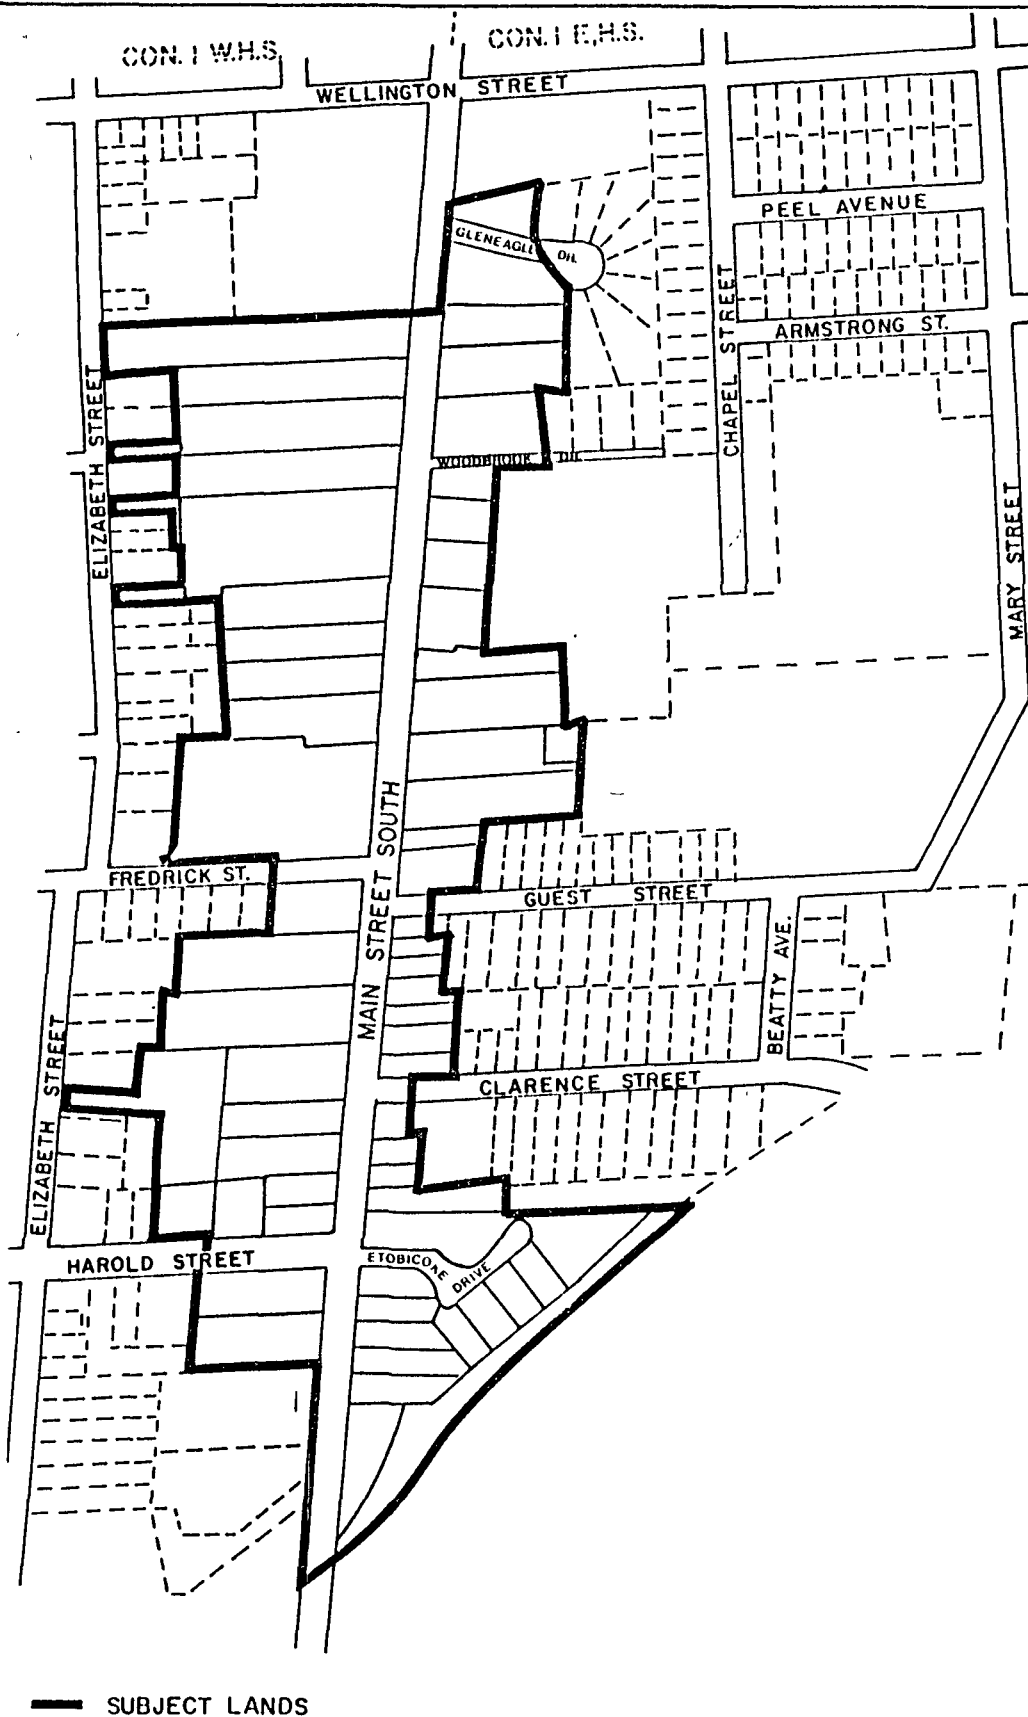 CON. I W.H.S.
CON. I E.H.S.
WELLINGTON STREET
PEEL AVENUE
GLENEAGLE DR.
ARMSTRONG ST.
CHAPEL STREET
ELIZABETH STREET
WOODBROOK DR.
MARY STREET
MAIN STREET SOUTH
FREDRICK ST.
GUEST STREET
BEATTY AVE.
CLARENCE STREET
ELIZABETH STREET
HAROLD STREET
ETOBICOKE DRIVE
SUBJECT LANDS